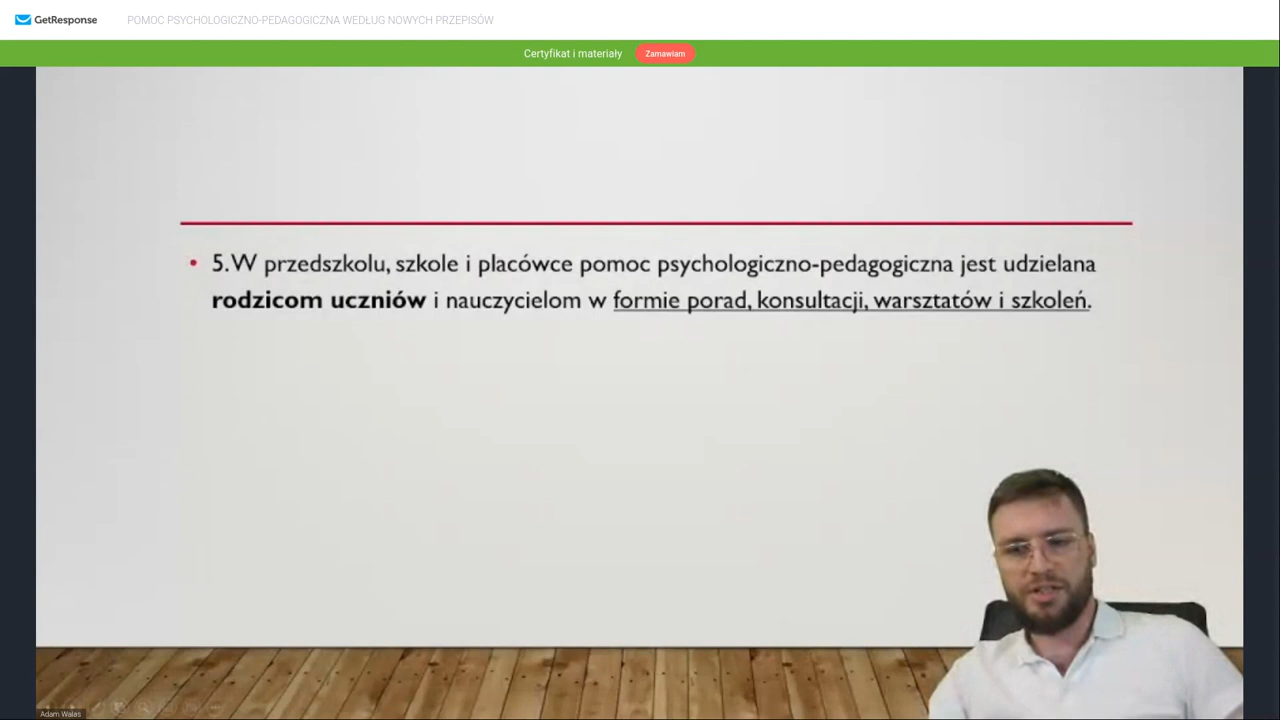 GetResponse
POMOC PSYCHOLOGICZNO-PEDAGOGICZNA WEDŁUG NOWYCH PRZEPISÓW
Certyfikat i materiały
Zamawiam
• 5. W przedszkolu, szkole i placówce pomoc psychologiczno-pedagogiczna jest udzielana
rodzicom uczniów i nauczycielom w formie porad, konsultacji, warsztatów i szkoleń.
Adam Walas